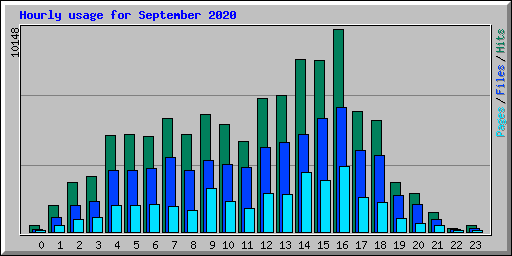 Hourly usage for September 2020
10148
Pages / Files / Hits
0 1 2 3 4 5 6 7 8 9 10 11 12 13 14 15 16 17 18 19 20 21 22 23